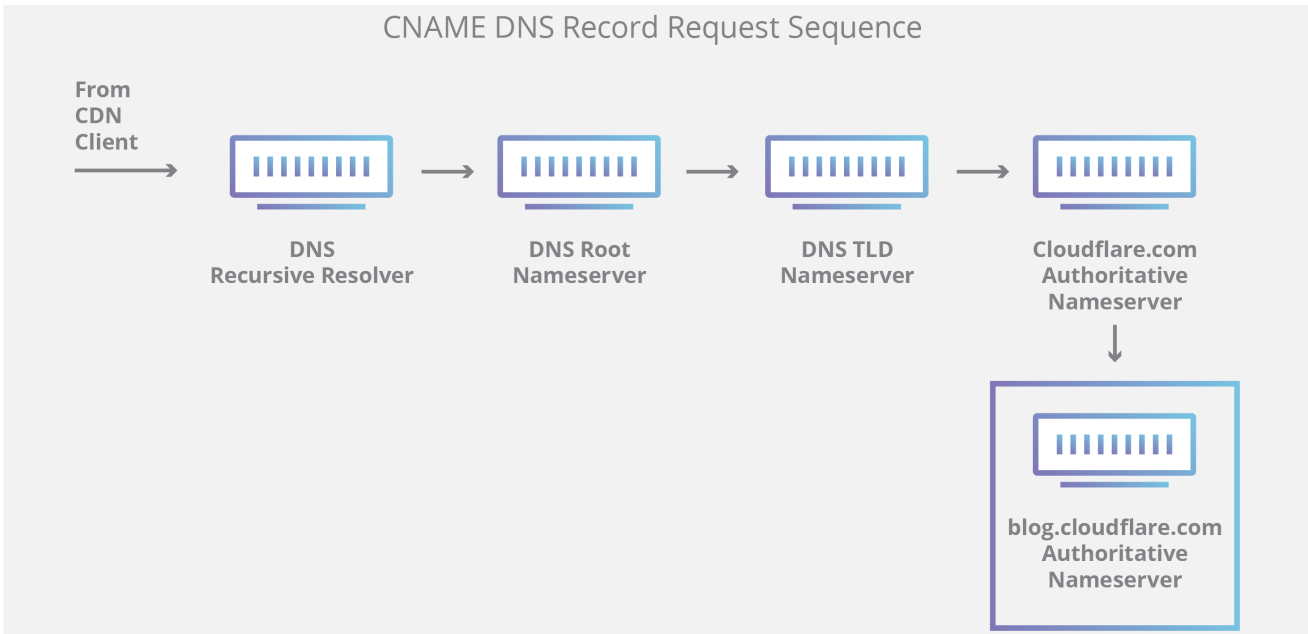 CNAME DNS Record Request Sequence
From
CDN
Client
DNS
Recursive Resolver
DNS Root
Nameserver
DNS TLD
Nameserver
Cloudflare.com
Authoritative
Nameserver
blog.cloudflare.com
Authoritative
Nameserver